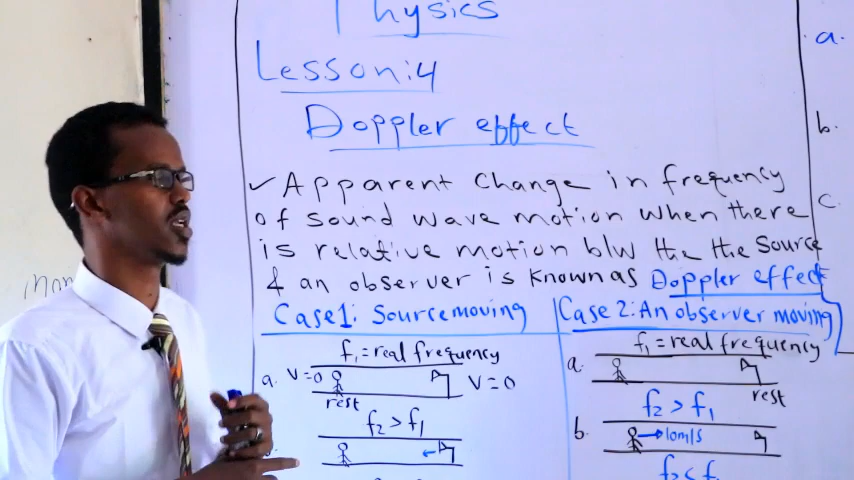 Physics
Lesson:4
Doppler effect
✓ Apparent change in frequency
of sound wave motion when there
is relative motion b/w the the source
& an observer is known as Doppler effect
Case1: Source moving
f₁=real frequency
a. V=0 V=0
rest
f₂>f₁
Case 2: An observer moving
f₁=real frequency
a.
rest
f₂>f₁
b. 10m/s
f₂<f
a.
b.
c.